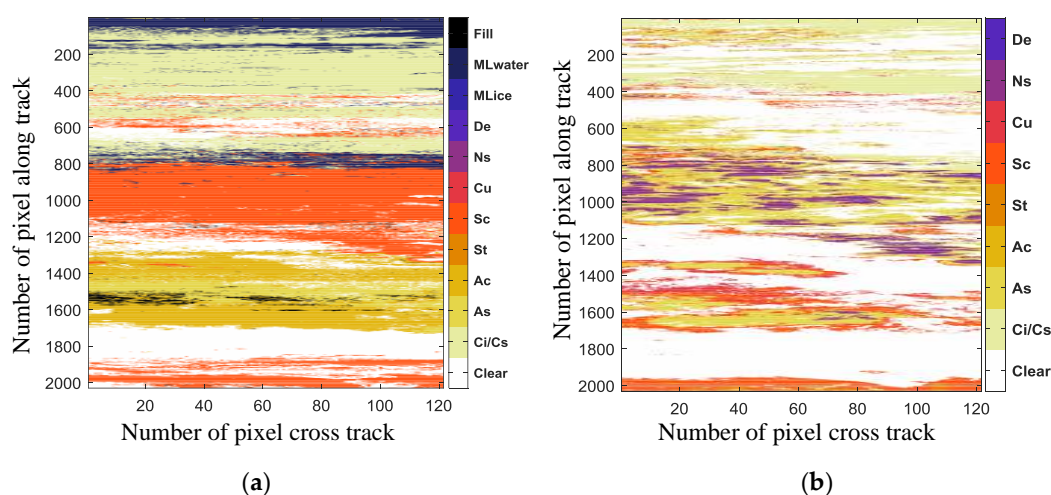 200
400
600
800
1000
1200
1400
1600
1800
2000
Number of pixel along track
20
40
60
80
100
120
Number of pixel cross track
Fill
MLwater
MLice
De
Ns
Cu
Sc
St
Ac
As
Ci/Cs
Clear
(a)
200
400
600
800
1000
1200
1400
1600
1800
2000
Number of pixel along track
20
40
60
80
100
120
Number of pixel cross track
De
Ns
Cu
Sc
St
Ac
As
Ci/Cs
Clear
(b)